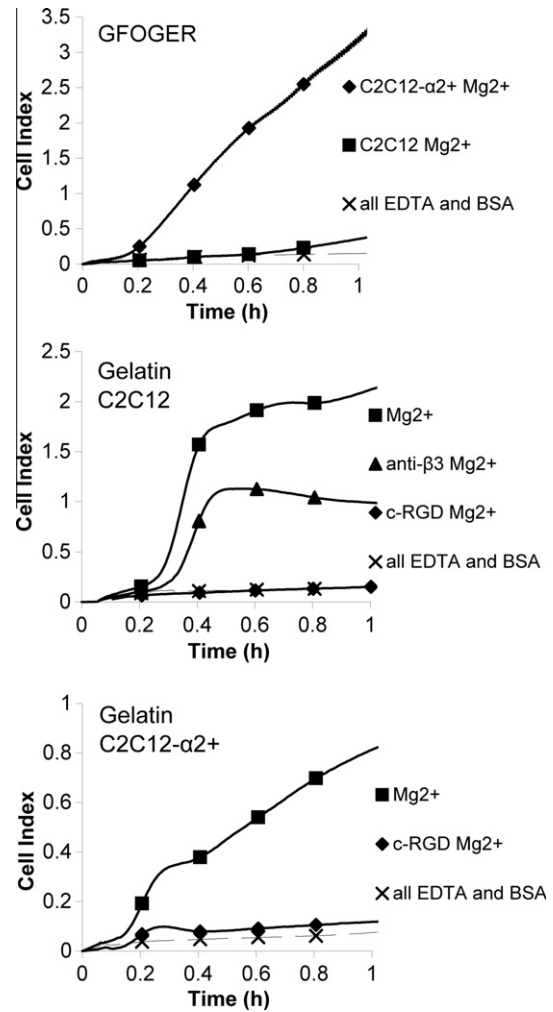 GFOGER
Cell Index
3.5
3
2.5
2
1.5
1
0.5
0
0 0.2 0.4 0.6 0.8 1
Time (h)
C2C12-α2+ Mg2+
C2C12 Mg2+
all EDTA and BSA
Gelatin
C2C12
Cell Index
2.5
2
1.5
1
0.5
0
0 0.2 0.4 0.6 0.8 1
Time (h)
Mg2+
anti-β3 Mg2+
c-RGD Mg2+
all EDTA and BSA
Gelatin
C2C12-α2+
Cell Index
1
0.8
0.6
0.4
0.2
0
0 0.2 0.4 0.6 0.8 1
Time (h)
Mg2+
c-RGD Mg2+
all EDTA and BSA